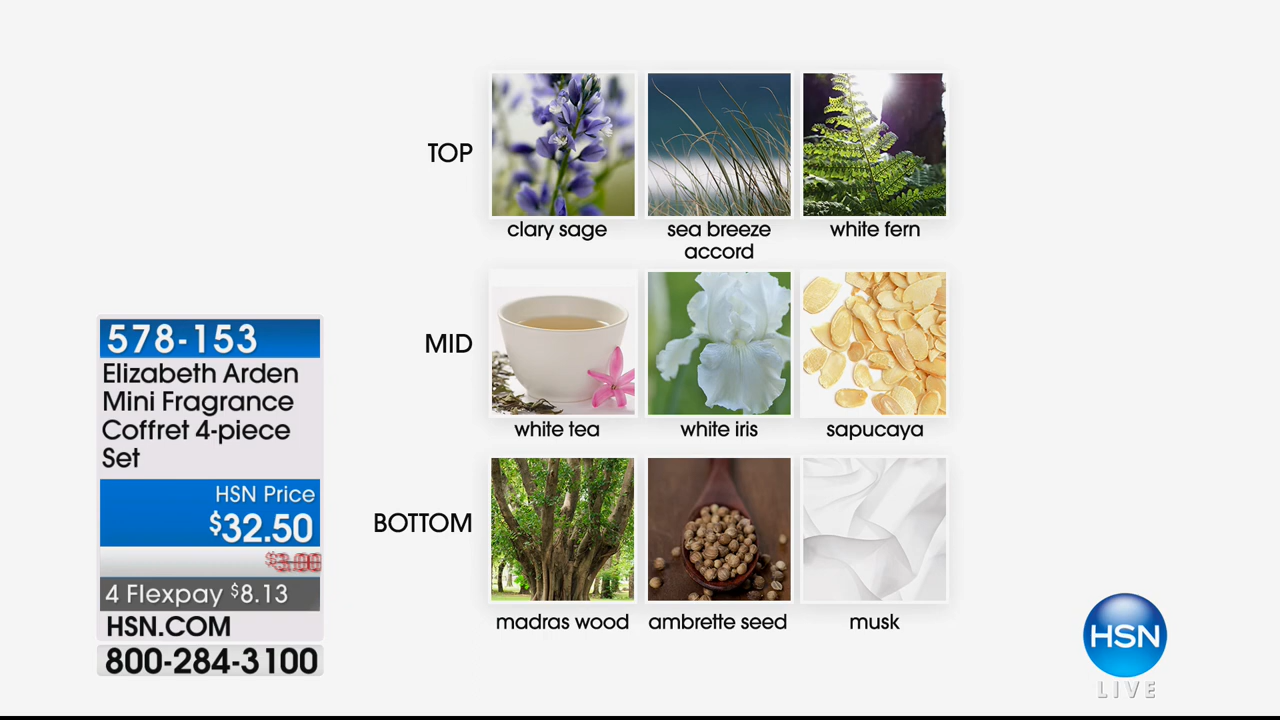 TOP
clary sage
sea breeze
accord
white fern
MID
white tea
white iris
sapucaya
BOTTOM
madras wood
ambrette seed
musk
578-153
Elizabeth Arden
Mini Fragrance
Coffret 4-piece
Set
HSN Price
$32.50
4 Flexpay $8.13
HSN.COM
800-284-3100
HSN
LIVE